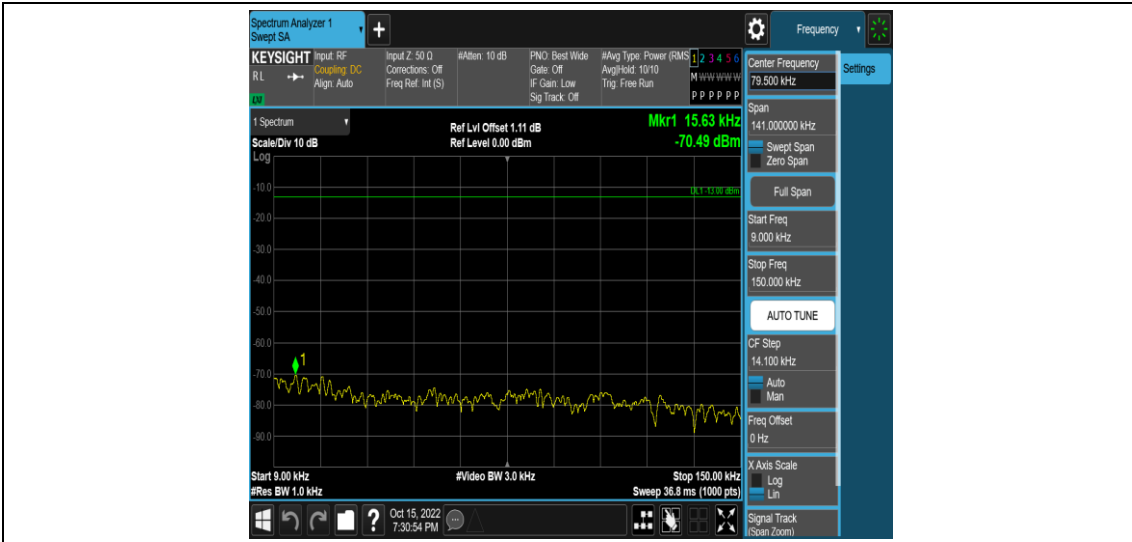 Spectrum Analyzer 1
Swept SA
Frequency
KEYSIGHT
RL
LXI
Input: RF
Coupling: DC
Align: Auto
Input Z: 50 Ω
Corrections: Off
Freq Ref: Int (S)
#Atten: 10 dB
PNO: Best Wide
Gate: Off
IF Gain: Low
Sig Track: Off
#Avg Type: Power (RMS
Avg|Hold: 10/10
Trig: Free Run
1 2 3 4 5 6
M W W W W W
P P P P P P
1 Spectrum
Scale/Div 10 dB
Log
Ref Lvl Offset 1.11 dB
Ref Level 0.00 dBm
Mkr1 15.63 kHz
-70.49 dBm
DL1 -13.00 dBm
-10.0
-20.0
-30.0
-40.0
-50.0
-60.0
1
-70.0
-80.0
-90.0
Start 9.00 kHz
#Res BW 1.0 kHz
#Video BW 3.0 kHz
Stop 150.00 kHz
Sweep 36.8 ms (1000 pts)
?
Oct 15, 2022
7:30:54 PM
Center Frequency
79.500 kHz
Span
141.000000 kHz
Swept Span
Zero Span
Full Span
Start Freq
9.000 kHz
Stop Freq
150.000 kHz
AUTO TUNE
CF Step
14.100 kHz
Auto
Man
Freq Offset
0 Hz
X Axis Scale
Log
Lin
Signal Track
(Span Zoom)
Settings